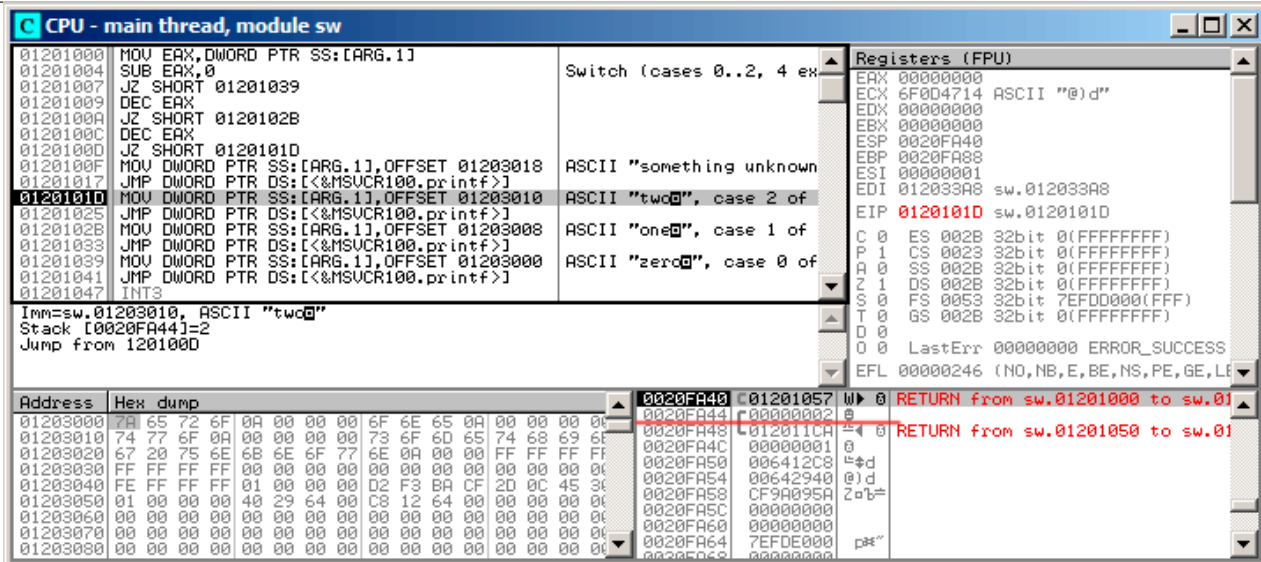 CPU - main thread, module sw
01201000 MOV EAX,DWORD PTR SS:[ARG.1]
01201004 SUB EAX,0 Switch (cases 0..2, 4 ex
01201007 JZ SHORT 01201039
01201009 DEC EAX
0120100A JZ SHORT 0120102B
0120100C DEC EAX
0120100D JZ SHORT 0120101D
0120100F MOV DWORD PTR SS:[ARG.1],OFFSET 01203018 ASCII "something unknown
01201017 JMP DWORD PTR DS:[<&MSVCR100.printf>]
0120101D MOV DWORD PTR SS:[ARG.1],OFFSET 01203010 ASCII "two◙", case 2 of
01201025 JMP DWORD PTR DS:[<&MSVCR100.printf>]
0120102B MOV DWORD PTR SS:[ARG.1],OFFSET 01203008 ASCII "one◙", case 1 of
01201033 JMP DWORD PTR DS:[<&MSVCR100.printf>]
01201039 MOV DWORD PTR SS:[ARG.1],OFFSET 01203000 ASCII "zero◙", case 0 of
01201041 JMP DWORD PTR DS:[<&MSVCR100.printf>]
01201047 INT3
Imm=sw.01203010, ASCII "two◙"
Stack [0020FA44]=2
Jump from 120100D
Registers (FPU)
EAX 00000000
ECX 6F0D4714 ASCII "@)d"
EDX 00000000
EBX 00000000
ESP 0020FA40
EBP 0020FA88
ESI 00000001
EDI 012033A8 sw.012033A8
EIP 0120101D sw.0120101D
C 0 ES 002B 32bit 0(FFFFFFFF)
P 1 CS 0023 32bit 0(FFFFFFFF)
A 0 SS 002B 32bit 0(FFFFFFFF)
Z 1 DS 002B 32bit 0(FFFFFFFF)
S 0 FS 0053 32bit 7EFDD000(FFF)
T 0 GS 002B 32bit 0(FFFFFFFF)
D 0
O 0 LastErr 00000000 ERROR_SUCCESS
EFL 00000246 (NO,NB,E,BE,NS,PE,GE,LE
Address Hex dump
01203000 7A 65 72 6F 0A 00 00 00 6F 6E 65 0A 00 00 00
01203010 74 77 6F 0A 00 00 00 00 73 6F 6D 65 74 68 69 6E
01203020 67 20 75 6E 6B 6E 6F 77 6E 0A 00 00 FF FF FF FF
01203030 FF FF FF FF 00 00 00 00 00 00 00 00 00 00 00
01203040 FE FF FF FF 01 00 00 00 D2 F3 BA CF 2D 0C 45 30
01203050 01 00 00 00 40 29 64 00 C8 12 64 00 00 00 00
01203060 00 00 00 00 00 00 00 00 00 00 00 00 00 00 00
01203070 00 00 00 00 00 00 00 00 00 00 00 00 00 00 00
01203080 00 00 00 00 00 00 00 00 00 00 00 00 00 00 00
0020FA40 01201057 RETURN from sw.01201000 to sw.01
0020FA44 00000002
0020FA48 012011CA RETURN from sw.01201050 to sw.01
0020FA4C 00000001
0020FA50 006412C8
0020FA54 00642940 @)d
0020FA58 CF9A095A
0020FA5C 00000000
0020FA60 00000000
0020FA64 7EFDE000
0020FA68 00000000